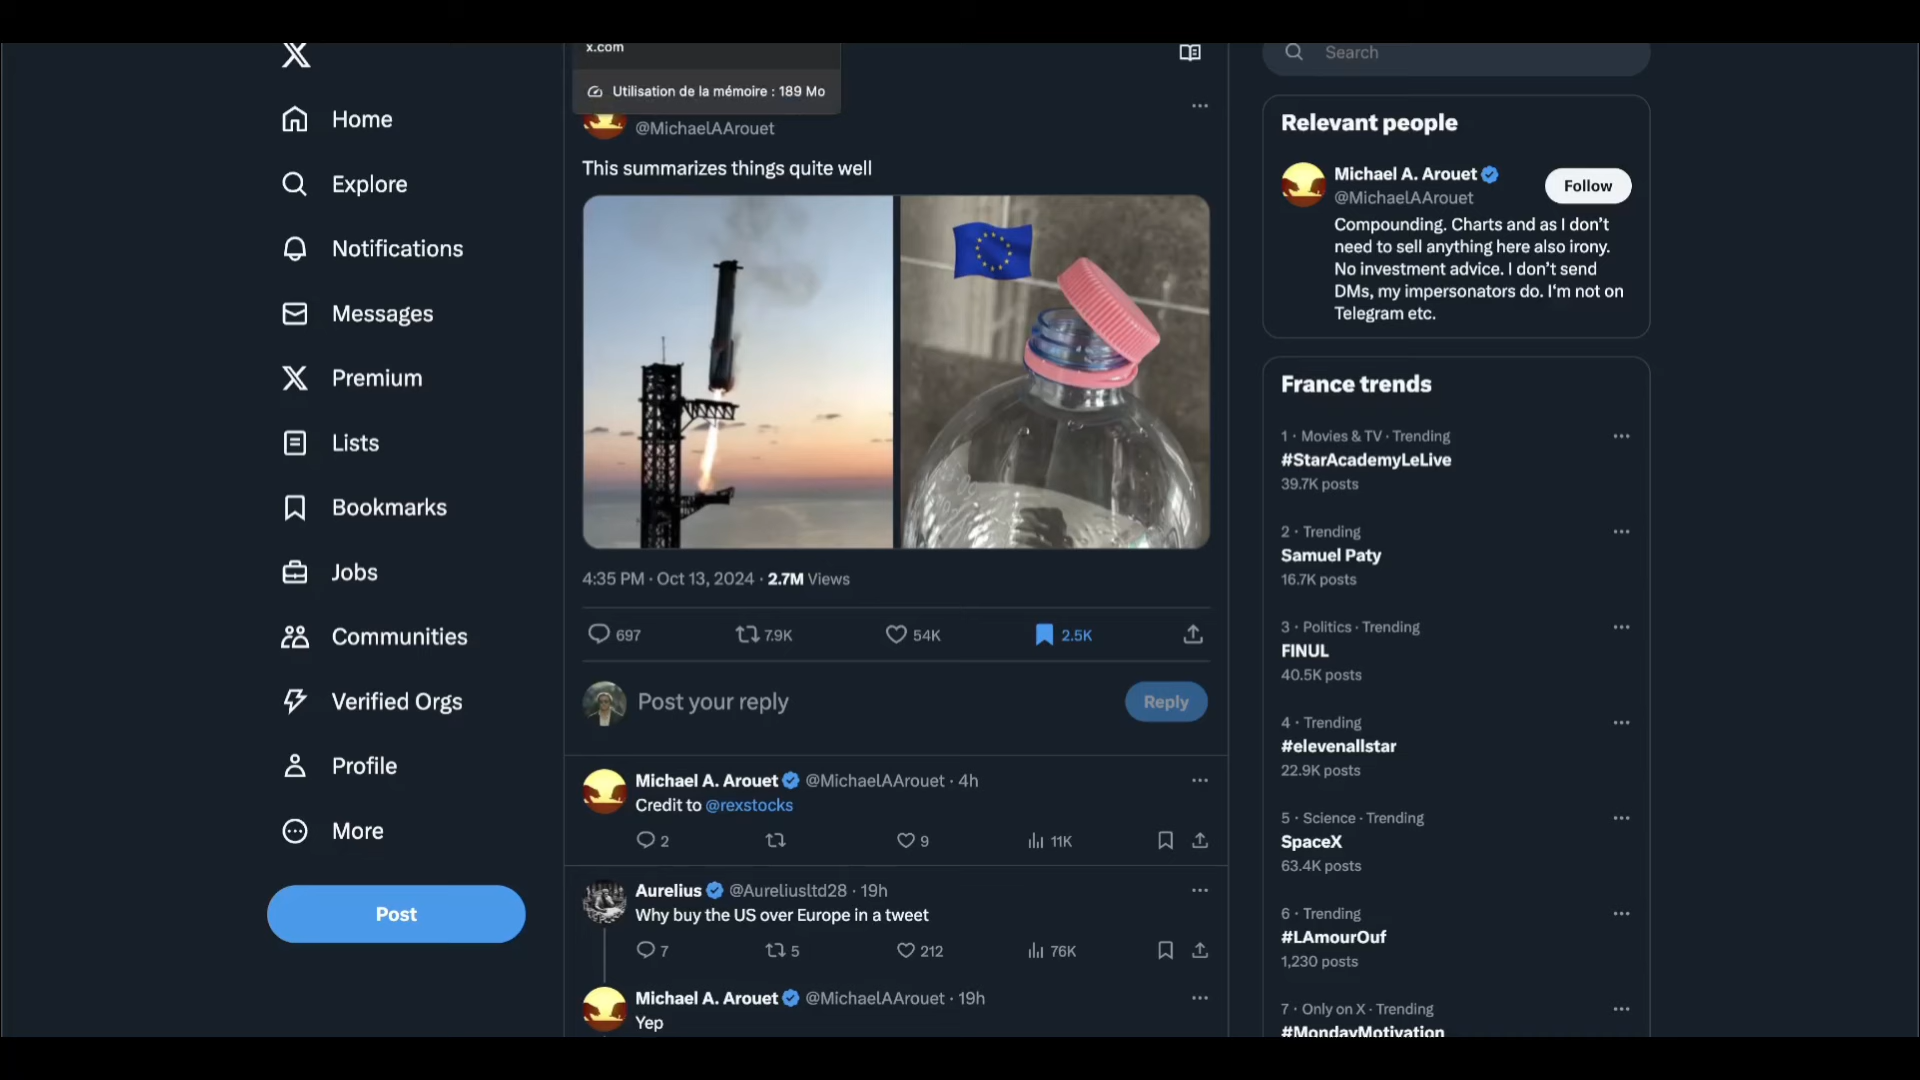 x.com
Utilisation de la mémoire : 189 Mo
Home
Explore
Notifications
Messages
Premium
Lists
Bookmarks
Jobs
Communities
Verified Orgs
Profile
More
Post
@MichaelAArouet
This summarizes things quite well
4:35 PM · Oct 13, 2024 · 2.7M Views
697 7.9K 54K 2.5K
Post your reply
Reply
Michael A. Arouet @MichaelAArouet · 4h
Credit to @rexstocks
2 9 11K
Aurelius @Aureliusltd28 · 19h
Why buy the US over Europe in a tweet
7 5 212 76K
Michael A. Arouet @MichaelAArouet · 19h
Yep
Search
Relevant people
Michael A. Arouet
@MichaelAArouet
Follow
Compounding. Charts and as I don’t
need to sell anything here also irony.
No investment advice. I don’t send
DMs, my impersonators do. I‘m not on
Telegram etc.
France trends
1 · Movies & TV · Trending
#StarAcademyLeLive
39.7K posts
2 · Trending
Samuel Paty
16.7K posts
3 · Politics · Trending
FINUL
40.5K posts
4 · Trending
#elevenallstar
22.9K posts
5 · Science · Trending
SpaceX
63.4K posts
6 · Trending
#LAmourOuf
1,230 posts
7 · Only on X · Trending
#MondayMotivation